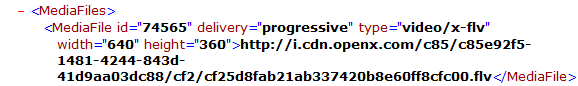 - <MediaFiles>
<MediaFile id="74565" delivery="progressive" type="video/x-flv"
width="640" height="360">http://i.cdn.openx.com/c85/c85e92f5-
1481-4244-843d-
41d9aa03dc88/cf2/cf25d8fab21ab337420b8e60ff8cfc00.flv</MediaFile>